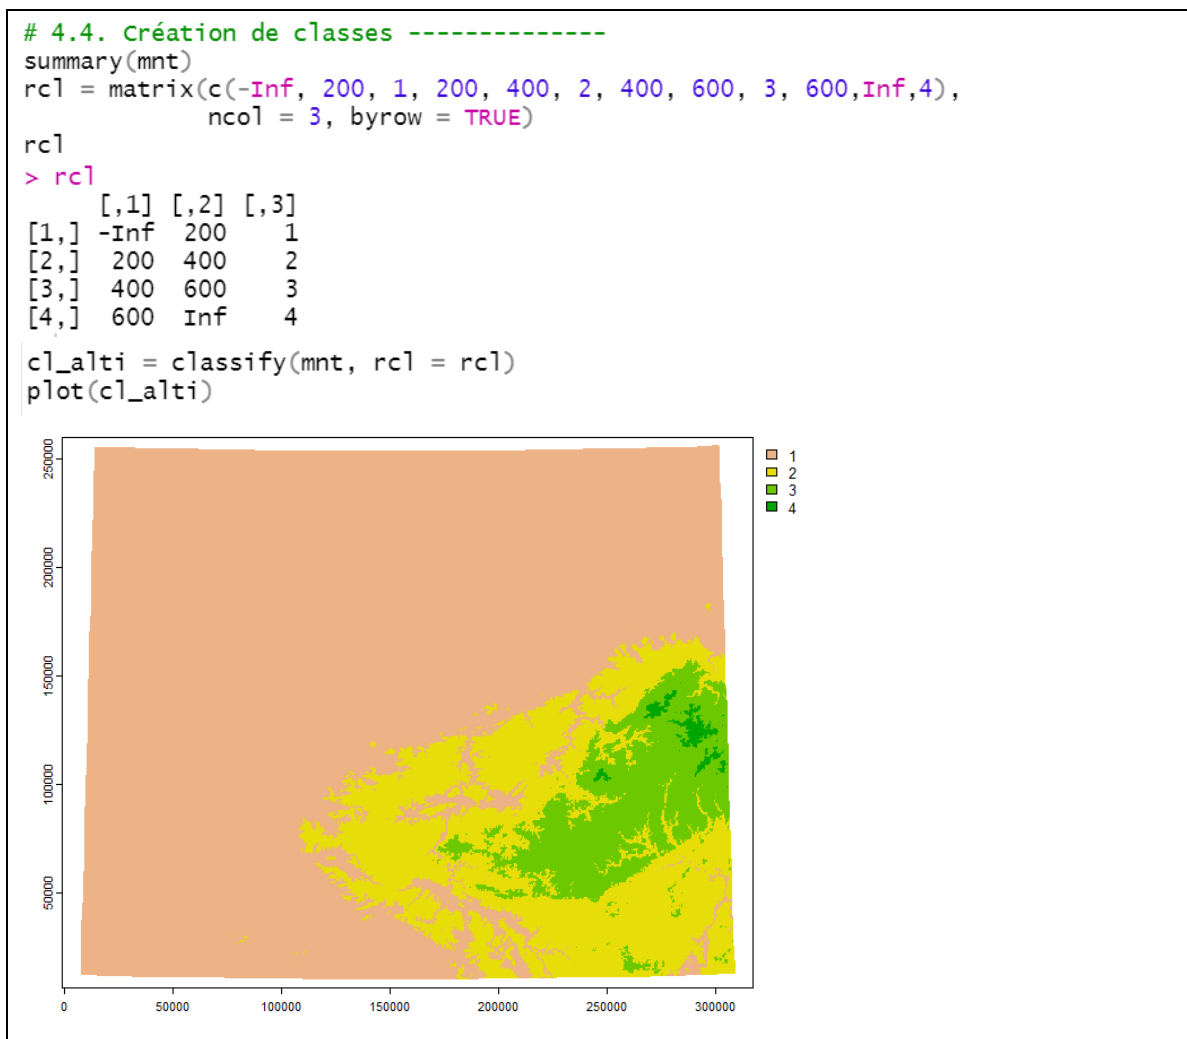 # 4.4. Création de classes --------------
summary(mnt)
rcl = matrix(c(-Inf, 200, 1, 200, 400, 2, 400, 600, 3, 600,Inf,4),
ncol = 3, byrow = TRUE)
rcl
> rcl
[,1] [,2] [,3]
[1,] -Inf 200 1
[2,] 200 400 2
[3,] 400 600 3
[4,] 600 Inf 4
cl_alti = classify(mnt, rcl = rcl)
plot(cl_alti)
250000
200000
150000
100000
50000
0 50000 100000 150000 200000 250000 300000
1
2
3
4